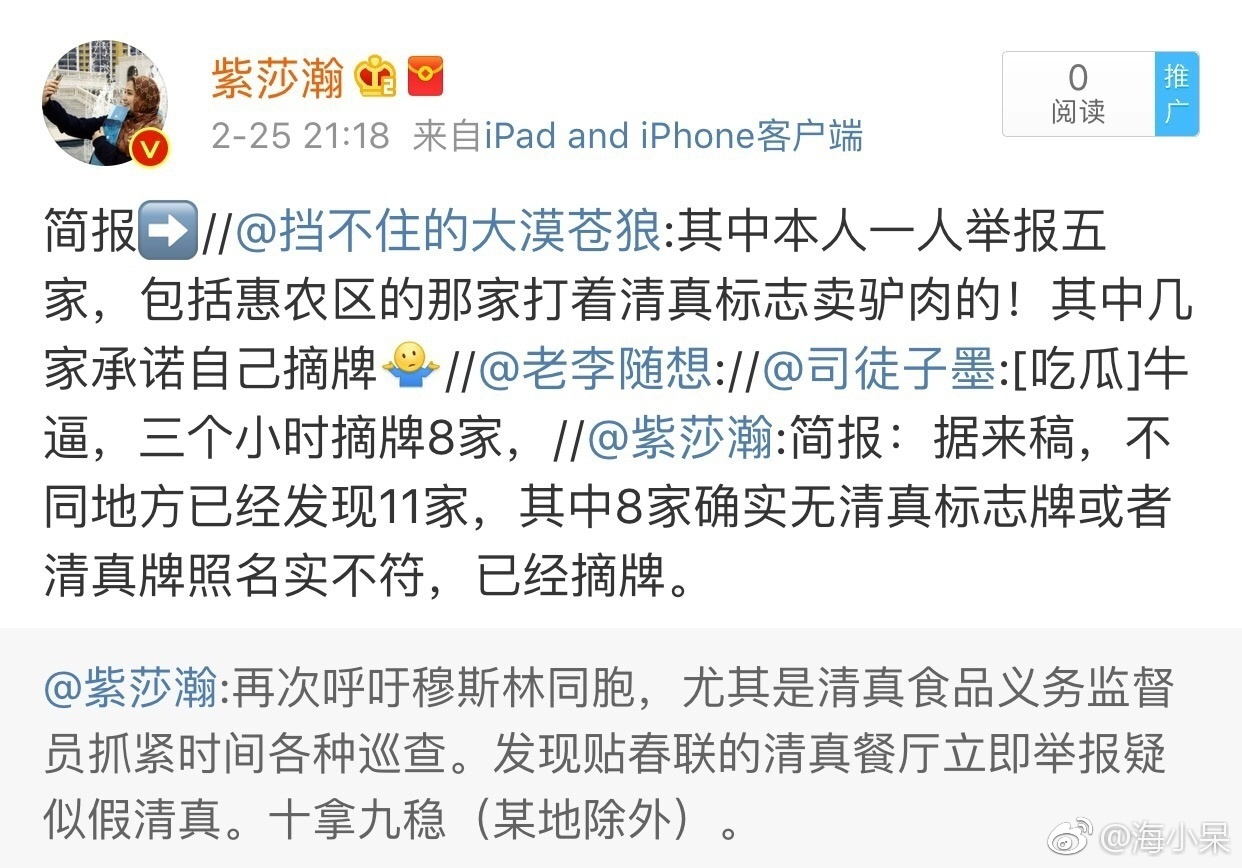 紫莎瀚
2-25 21:18 来自iPad and iPhone客户端
0
阅读
推广
简报➡️//@挡不住的大漠苍狼:其中本人一人举报五
家，包括惠农区的那家打着清真标志卖驴肉的！其中几
家承诺自己摘牌🤷‍♂️//@老李随想://@司徒子墨:[吃瓜]牛
逼，三个小时摘牌8家，//@紫莎瀚:简报：据来稿，不
同地方已经发现11家，其中8家确实无清真标志牌或者
清真牌照名实不符，已经摘牌。
@紫莎瀚:再次呼吁穆斯林同胞，尤其是清真食品义务监督
员抓紧时间各种巡查。发现贴春联的清真餐厅立即举报疑
似假清真。十拿九稳（某地除外）。
@海小呆